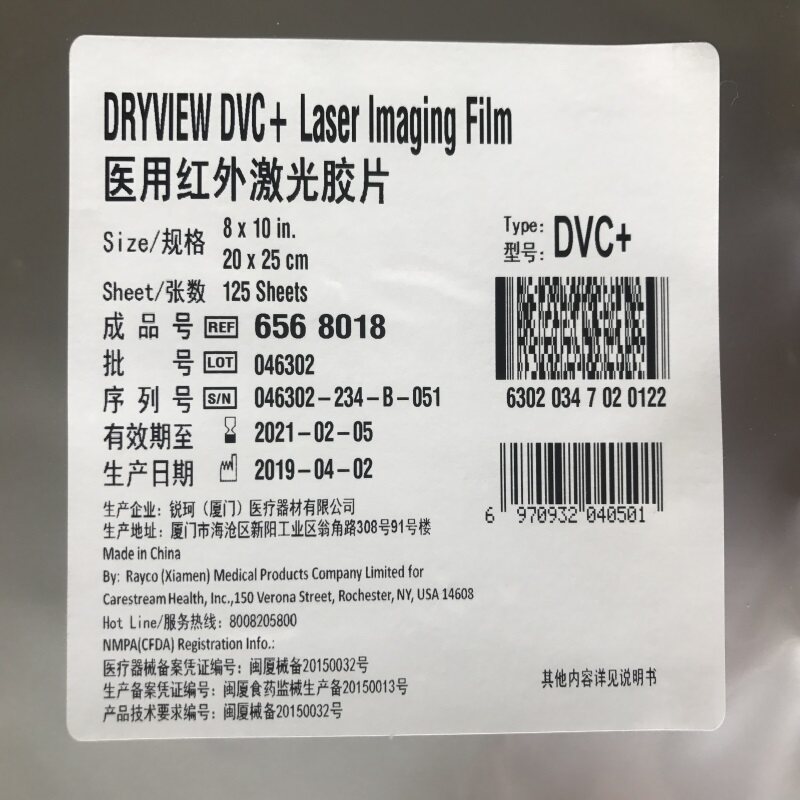 DRYVIEW DVC+ Laser Imaging Film
医用红外激光胶片
Size/规格 8 x 10 in.
20 x 25 cm
Type:
型号: DVC+
Sheet/张数 125 Sheets
成品号 REF 656 8018
批号 LOT 046302
序列号 S/N 046302-234-B-051
6302 034 7 02 0122
有效期至 2021-02-05
生产日期 2019-04-02
6 970932 040501
生产企业: 锐珂 (厦门) 医疗器材有限公司
生产地址: 厦门市海沧区新阳工业区翁角路308号91号楼
Made in China
By: Rayco (Xiamen) Medical Products Company Limited for
Carestream Health, Inc.,150 Verona Street, Rochester, NY, USA 14608
Hot Line/服务热线: 8008205800
NMPA(CFDA) Registration Info.:
医疗器械备案凭证编号: 闽厦械备20150032号
生产备案凭证编号: 闽厦食药监械生产备20150013号
产品技术要求编号: 闽厦械备20150032号
其他内容详见说明书